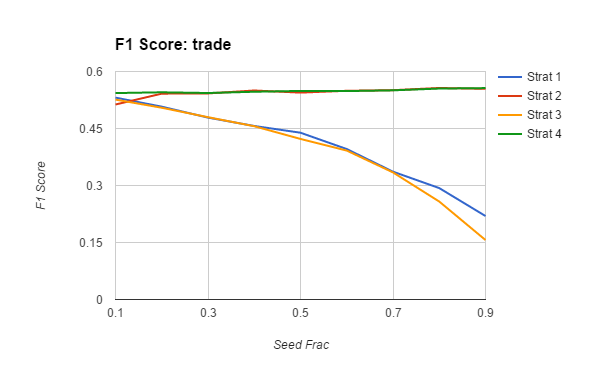 F1 Score: trade
0.6
0.45
0.3
0.15
0
F1 Score
0.1
0.3
0.5
0.7
0.9
Seed Frac
Strat 1
Strat 2
Strat 3
Strat 4